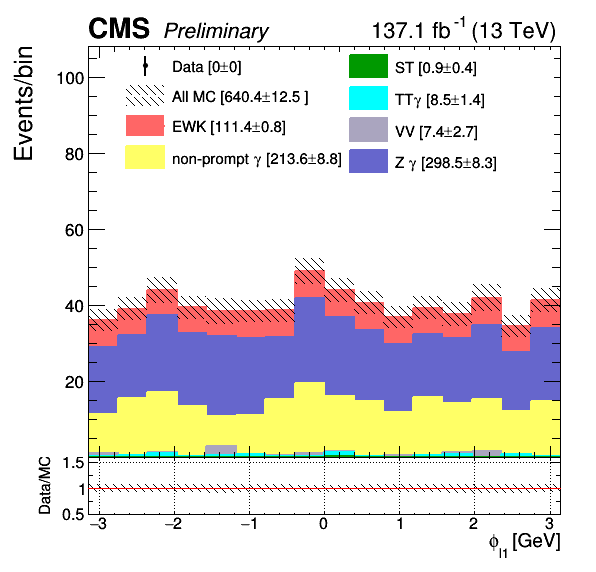 CMS Preliminary 137.1 fb⁻¹ (13 TeV)
Events/bin
100
80
60
40
20
Data [0±0]
All MC [640.4±12.5 ]
EWK [111.4±0.8]
non-prompt γ [213.6±8.8]
ST [0.9±0.4]
TTγ [8.5±1.4]
VV [7.4±2.7]
Z γ [298.5±8.3]
Data/MC
1.5
1
0.5
−3 −2 −1 0 1 2 3
ϕ_l1 [GeV]